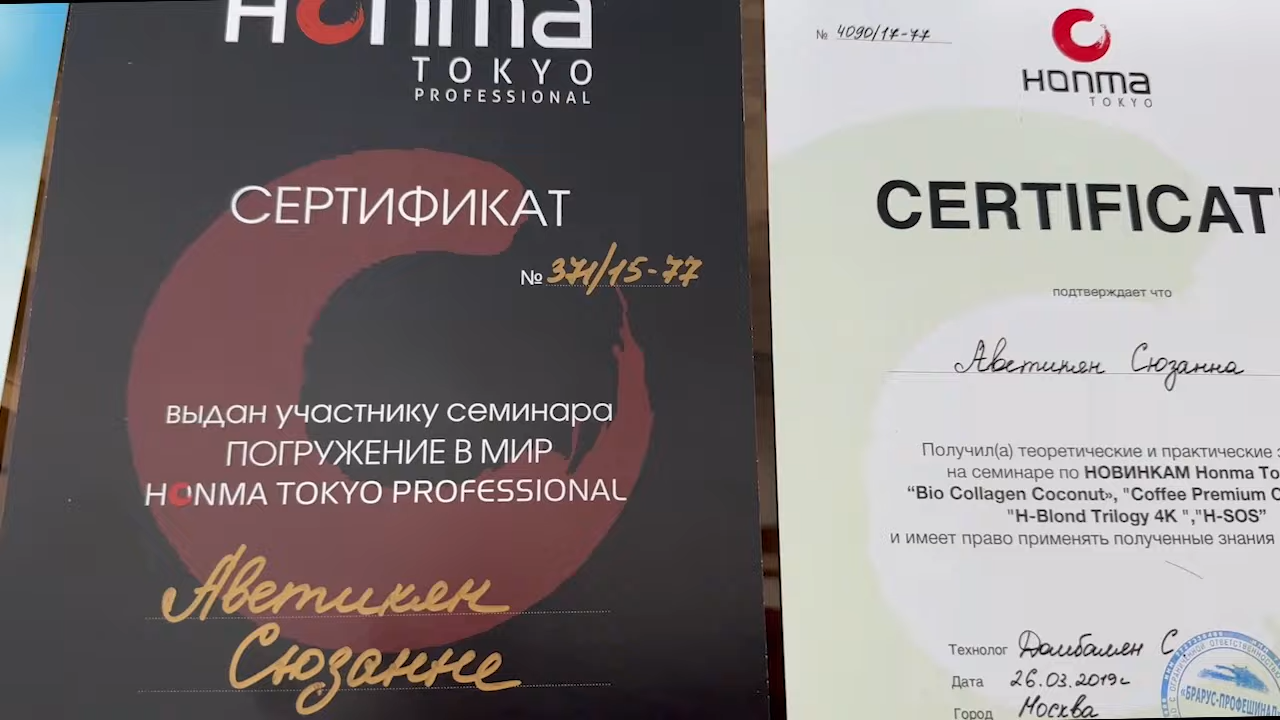 HONMA
TOKYO
PROFESSIONAL
СЕРТИФИКАТ
№ 371/15-77
выдан участнику семинара
ПОГРУЖЕНИЕ В МИР
HONMA TOKYO PROFESSIONAL
Аветикян
Сюзанне
№ 4090/17-77
HONMA
TOKYO
CERTIFICAT
подтверждает что
Аветикян Сюзанна
Получил(а) теоретические и практические
на семинаре по НОВИНКАМ Honma To
“Bio Collagen Coconut», "Coffee Premium
"H-Blond Trilogy 4K ","H-SOS”
и имеет право применять полученные знания
Технолог Домбамян С.
Дата 26.03.2019г
Город Москва
«БРАРУС-ПРОФЕШИНАЛ